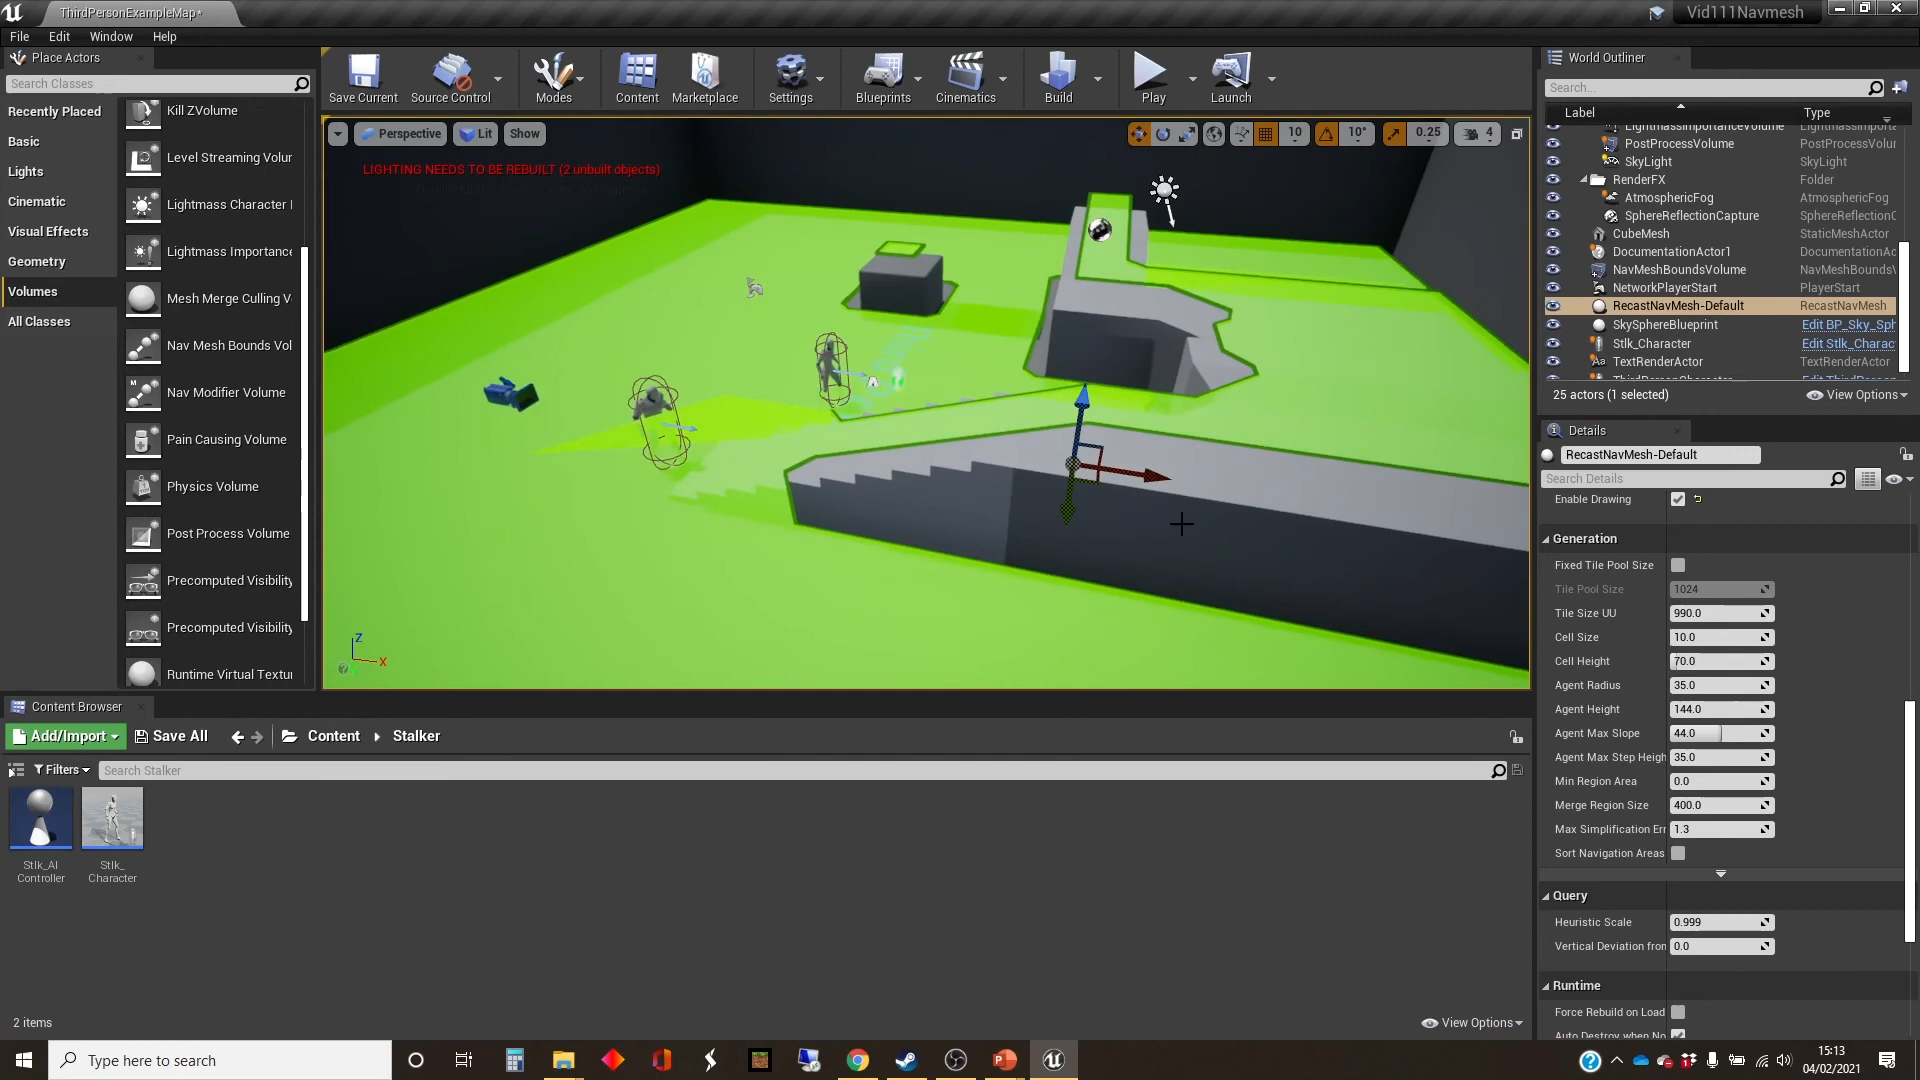 ThirdPersonExampleMap*
Vid111Navmesh
File Edit Window Help
Place Actors
Search Classes
Recently Placed
Basic
Lights
Cinematic
Visual Effects
Geometry
Volumes
All Classes
Kill ZVolume
Level Streaming Volur
Lightmass Character I
Lightmass Importance
Mesh Merge Culling V
Nav Mesh Bounds Vol
Nav Modifier Volume
Pain Causing Volume
Physics Volume
Post Process Volume
Precomputed Visibility
Precomputed Visibility
Runtime Virtual Textur
Save Current
Source Control
Modes
Content
Marketplace
Settings
Blueprints
Cinematics
Build
Play
Launch
Perspective
Lit
Show
10
10°
0.25
4
LIGHTING NEEDS TO BE REBUILT (2 unbuilt objects)
Z
X
World Outliner
Search...
Label Type
LightmassImportanceVolume
PostProcessVolume PostProcessVolur
SkyLight SkyLight
RenderFX Folder
AtmosphericFog AtmosphericFog
SphereReflectionCapture SphereReflectionC
CubeMesh StaticMeshActor
DocumentationActor1 DocumentationAc
NavMeshBoundsVolume NavMeshBoundsV
NetworkPlayerStart PlayerStart
RecastNavMesh-Default RecastNavMesh
SkySphereBlueprint Edit BP_Sky_Sph
Stlk_Character Edit Stlk_Charac
TextRenderActor TextRenderActor
ThirdPersonCharacter Edit ThirdPerson
25 actors (1 selected)
View Options
Details
RecastNavMesh-Default
Search Details
Enable Drawing
Generation
Fixed Tile Pool Size
Tile Pool Size 1024
Tile Size UU 990.0
Cell Size 10.0
Cell Height 70.0
Agent Radius 35.0
Agent Height 144.0
Agent Max Slope 44.0
Agent Max Step Heigh 35.0
Min Region Area 0.0
Merge Region Size 400.0
Max Simplification Err 1.3
Sort Navigation Areas
Query
Heuristic Scale 0.999
Vertical Deviation fron 0.0
Runtime
Force Rebuild on Load
Auto Destroy when No
Content Browser
Add/Import
Save All
Content
Stalker
Filters
Search Stalker
Stlk_AI
Controller
Stlk_
Character
2 items
View Options
Type here to search
15:13
04/02/2021